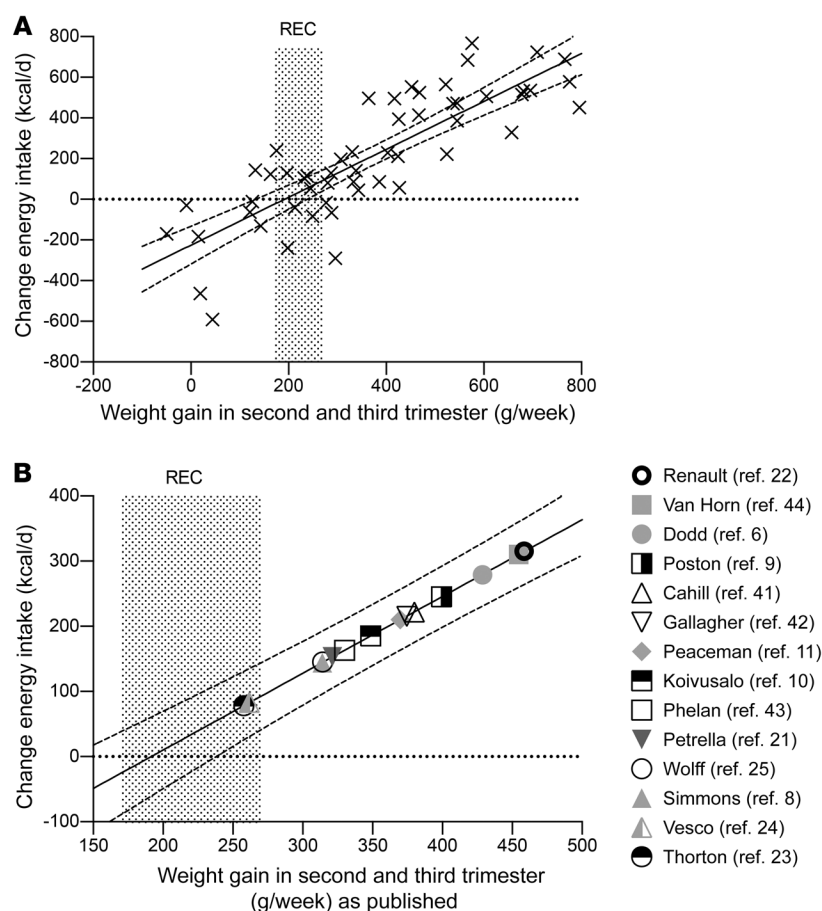 A
REC
800
600
400
200
0
-200
-400
-600
-800
Change energy intake (kcal/d)
-200 0 200 400 600 800
Weight gain in second and third trimester (g/week)
B
REC
400
300
200
100
0
-100
Change energy intake (kcal/d)
150 200 250 300 350 400 450 500
Weight gain in second and third trimester
(g/week) as published
Renault (ref. 22)
Van Horn (ref. 44)
Dodd (ref. 6)
Poston (ref. 9)
Cahill (ref. 41)
Gallagher (ref. 42)
Peaceman (ref. 11)
Koivusalo (ref. 10)
Phelan (ref. 43)
Petrella (ref. 21)
Wolff (ref. 25)
Simmons (ref. 8)
Vesco (ref. 24)
Thorton (ref. 23)